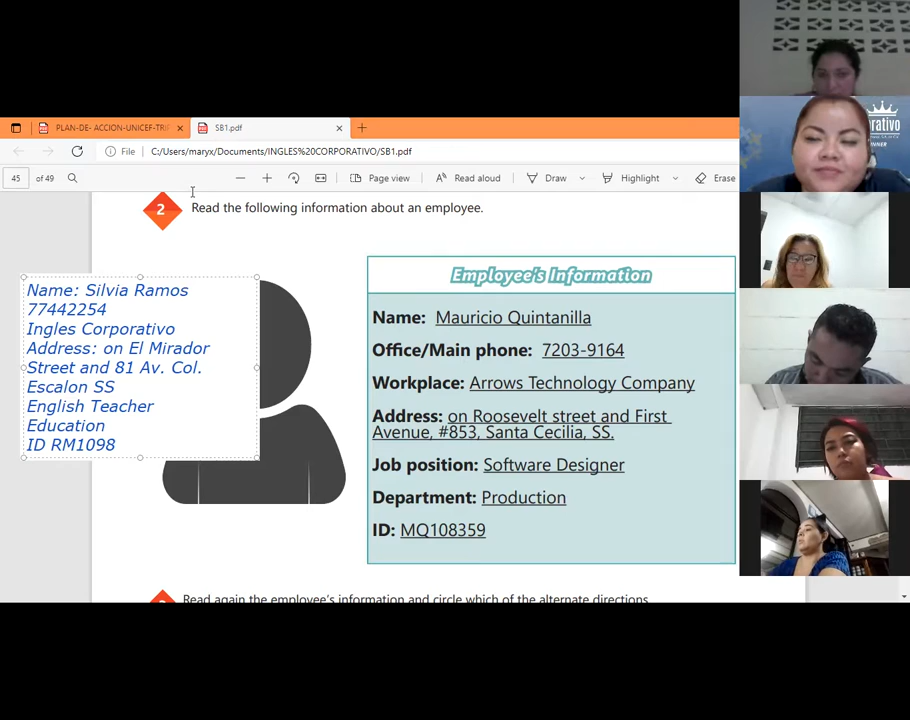 PLAN-DE- ACCION-UNICEF-TRI
SB1.pdf
File
C:/Users/maryx/Documents/INGLES%20CORPORATIVO/SB1.pdf
45 of 49
Page view
Read aloud
Draw
Highlight
Erase
2 Read the following information about an employee.
Name: Silvia Ramos
77442254
Ingles Corporativo
Address: on El Mirador
Street and 81 Av. Col.
Escalon SS
English Teacher
Education
ID RM1098
Employee's Information
Name: Mauricio Quintanilla
Office/Main phone: 7203-9164
Workplace: Arrows Technology Company
Address: on Roosevelt street and First
Avenue, #853, Santa Cecilia, SS.
Job position: Software Designer
Department: Production
ID: MQ108359
Read again the employee's information and circle which of the alternate directions